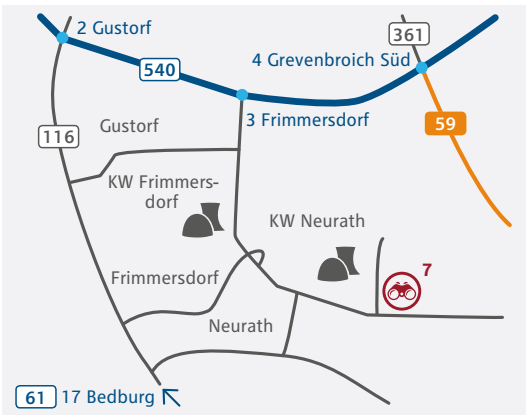 2 Gustorf
361
4 Grevenbroich Süd
540
3 Frimmersdorf
59
Gustorf
116
KW Frimmers-
dorf
KW Neurath
7
Frimmersdorf
Neurath
61 17 Bedburg